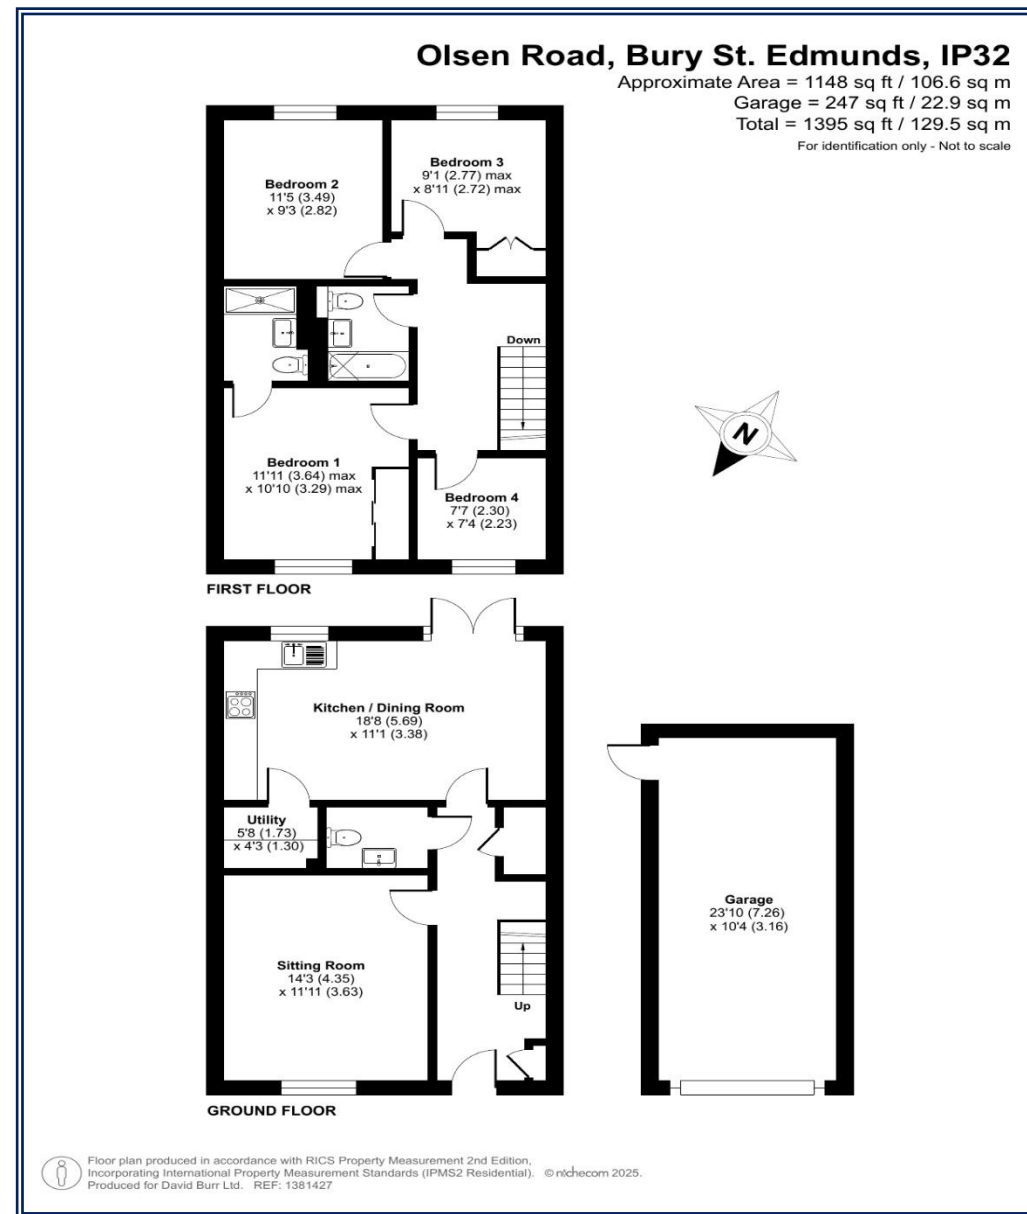 Olsen Road, Bury St. Edmunds, IP32
Approximate Area = 1148 sq ft / 106.6 sq m
Garage = 247 sq ft / 22.9 sq m
Total = 1395 sq ft / 129.5 sq m
For identification only - Not to scale
Bedroom 2
11'5 (3.49)
x 9'3 (2.82)
Bedroom 3
9'1 (2.77) max
x 8'11 (2.72) max
Down
N
Bedroom 1
11'11 (3.64) max
x 10'10 (3.29) max
Bedroom 4
7'7 (2.30)
x 7'4 (2.23)
FIRST FLOOR
Kitchen / Dining Room
18'8 (5.69)
x 11'1 (3.38)
Utility
5'8 (1.73)
x 4'3 (1.30)
Sitting Room
14'3 (4.35)
x 11'11 (3.63)
Up
Garage
23'10 (7.26)
x 10'4 (3.16)
GROUND FLOOR
Floor plan produced in accordance with RICS Property Measurement 2nd Edition,
Incorporating International Property Measurement Standards (IPMS2 Residential). © nichecom 2025.
Produced for David Burr Ltd. REF: 1381427